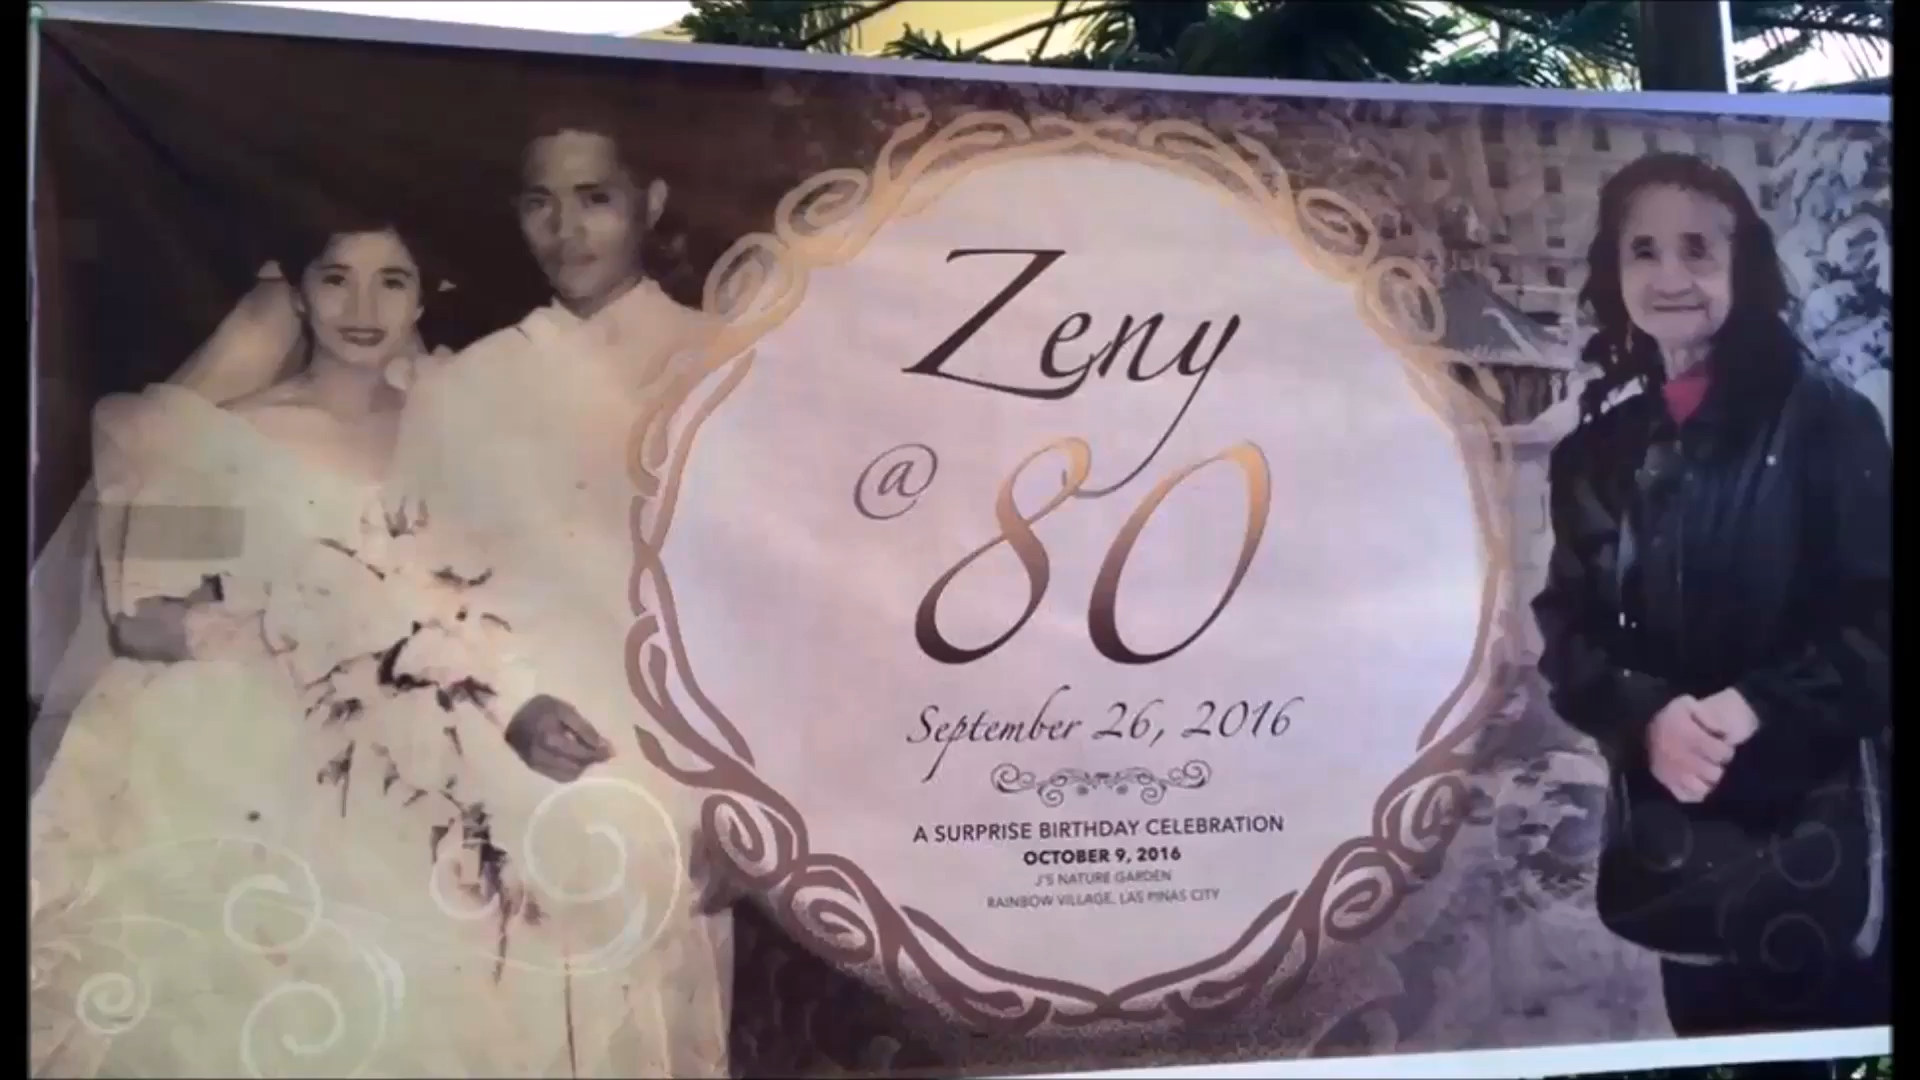 Zeny
@ 80
September 26, 2016
A SURPRISE BIRTHDAY CELEBRATION
OCTOBER 9, 2016
J'S NATURE GARDEN
RAINBOW VILLAGE, LAS PINAS CITY